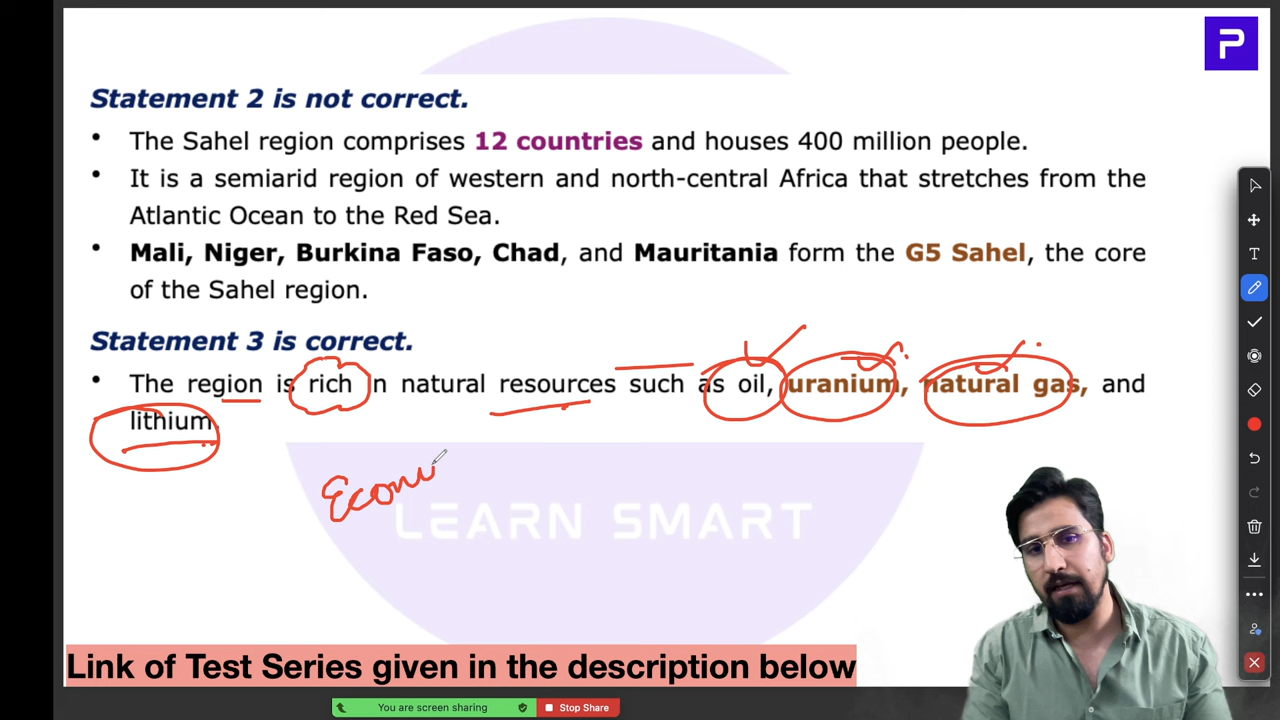 P
Statement 2 is not correct.
• The Sahel region comprises 12 countries and houses 400 million people.
• It is a semiarid region of western and north-central Africa that stretches from the
Atlantic Ocean to the Red Sea.
• Mali, Niger, Burkina Faso, Chad, and Mauritania form the G5 Sahel, the core
of the Sahel region.
Statement 3 is correct.
• The region is rich in natural resources such as oil, uranium, natural gas, and
lithium
Econ
LEARN SMART
Link of Test Series given in the description below
You are screen sharing
Stop Share
T